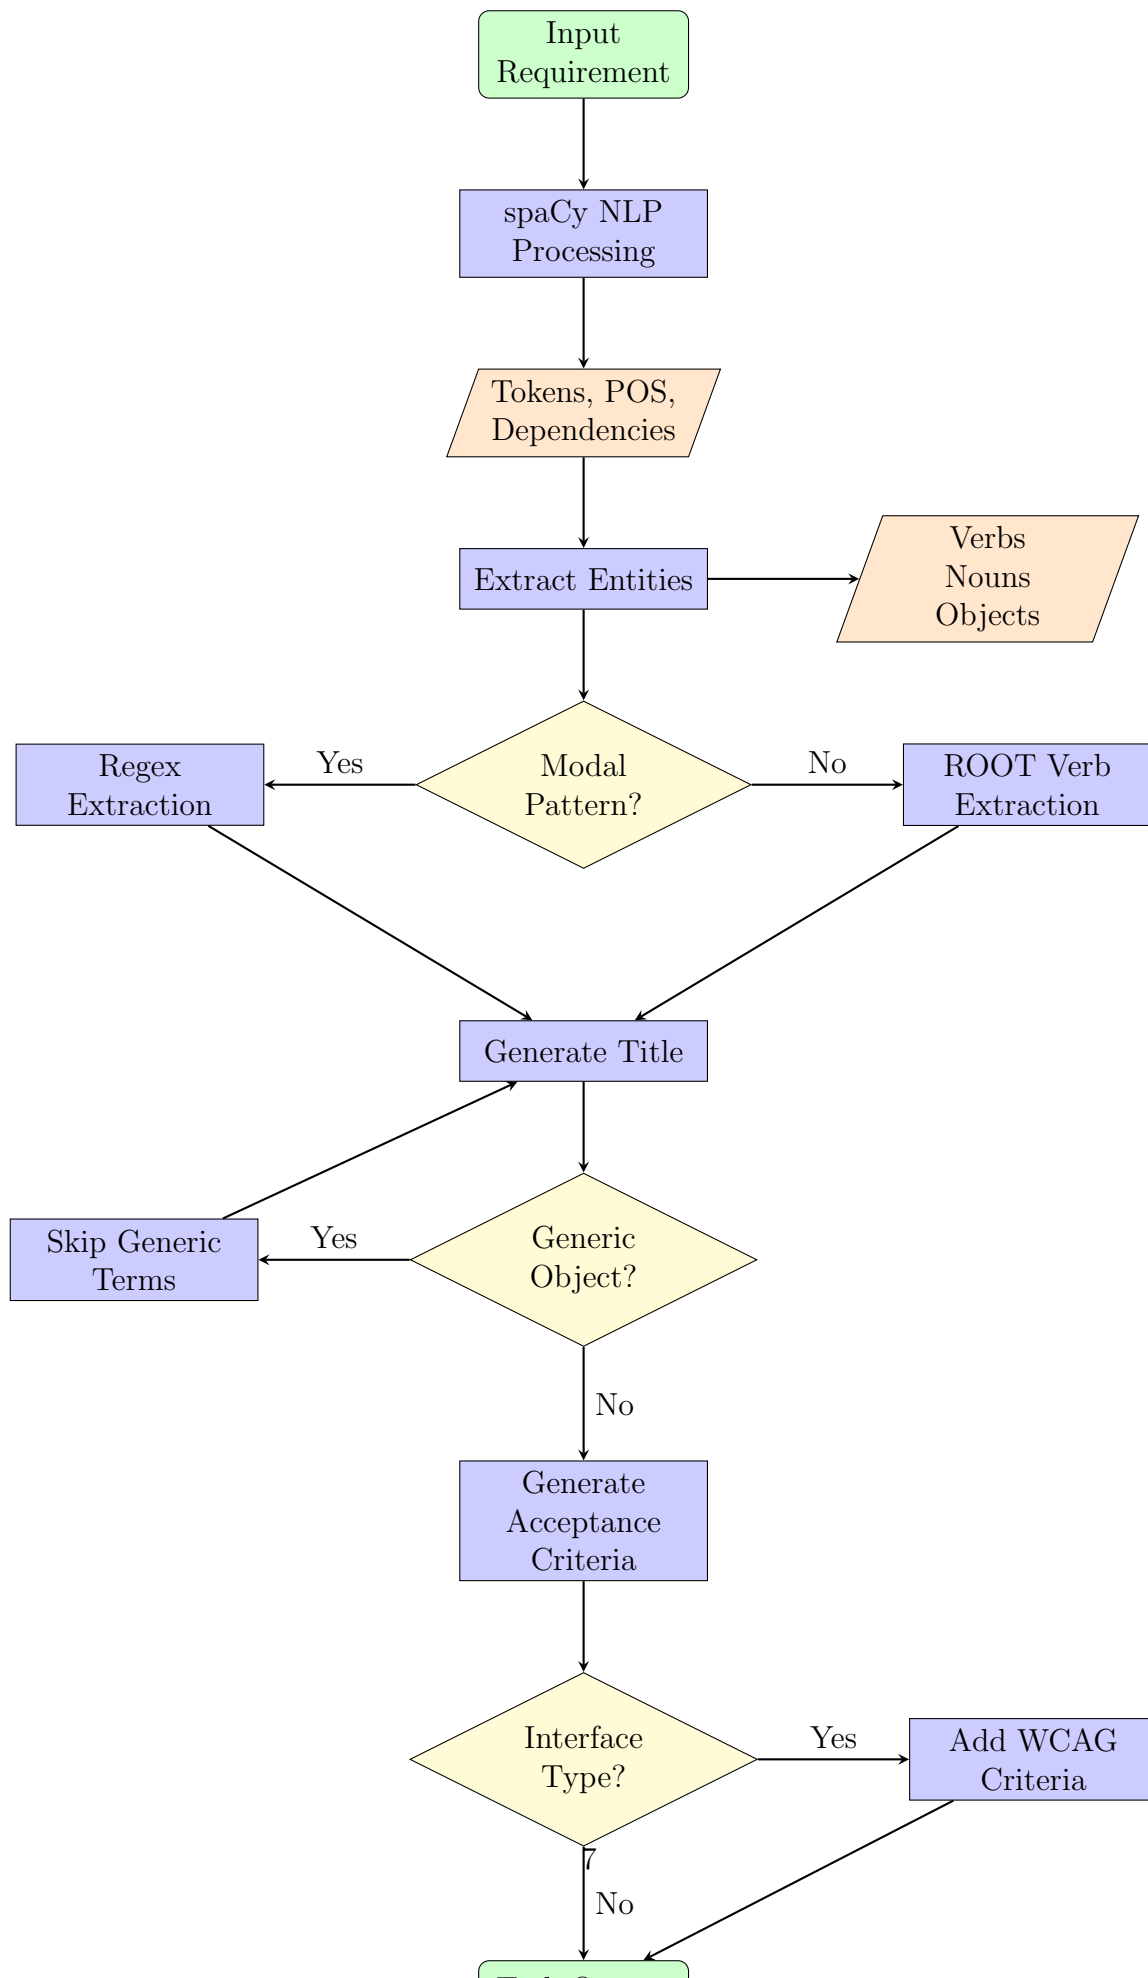 Input
Requirement
spaCy NLP
Processing
Tokens, POS,
Dependencies
Extract Entities
Verbs
Nouns
Objects
Modal
Pattern?
Yes
No
Regex
Extraction
ROOT Verb
Extraction
Generate Title
Generic
Object?
Yes
Skip Generic
Terms
No
Generate
Acceptance
Criteria
Interface
Type?
Yes
Add WCAG
Criteria
7
No